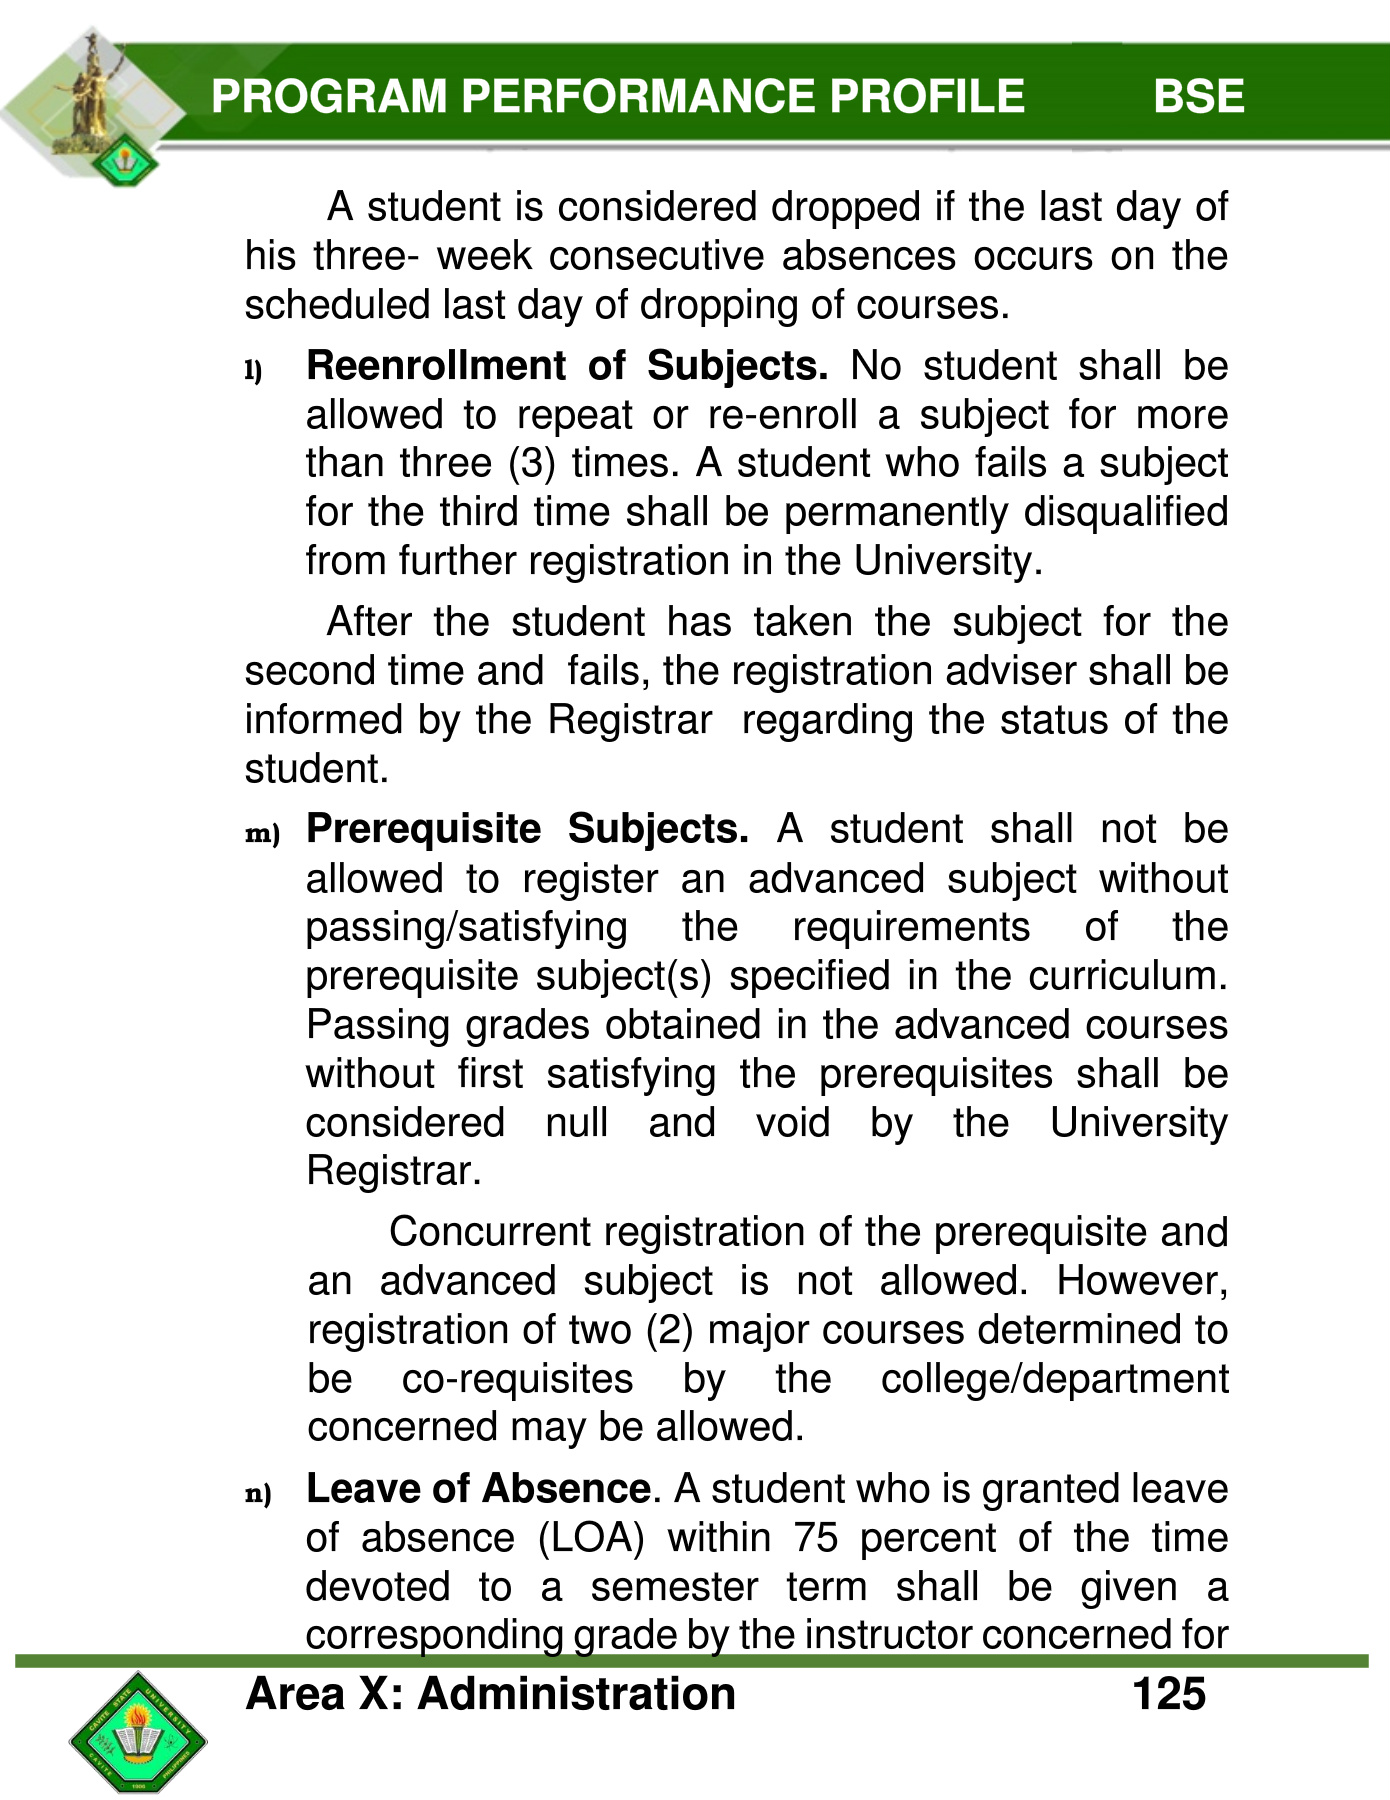 PROGRAM PERFORMANCE PROFILE BSE
A student is considered dropped if the last day of
his three- week consecutive absences occurs on the
scheduled last day of dropping of courses.
l) Reenrollment of Subjects. No student shall be
allowed to repeat or re-enroll a subject for more
than three (3) times. A student who fails a subject
for the third time shall be permanently disqualified
from further registration in the University.
After the student has taken the subject for the
second time and fails, the registration adviser shall be
informed by the Registrar regarding the status of the
student.
m) Prerequisite Subjects. A student shall not be
allowed to register an advanced subject without
passing/satisfying the requirements of the
prerequisite subject(s) specified in the curriculum.
Passing grades obtained in the advanced courses
without first satisfying the prerequisites shall be
considered null and void by the University
Registrar.
Concurrent registration of the prerequisite and
an advanced subject is not allowed. However,
registration of two (2) major courses determined to
be co-requisites by the college/department
concerned may be allowed.
n) Leave of Absence. A student who is granted leave
of absence (LOA) within 75 percent of the time
devoted to a semester term shall be given a
corresponding grade by the instructor concerned for
Area X: Administration 125
CAVITE STATE UNIVERSITY
CAVITE PHILIPPINES
1906